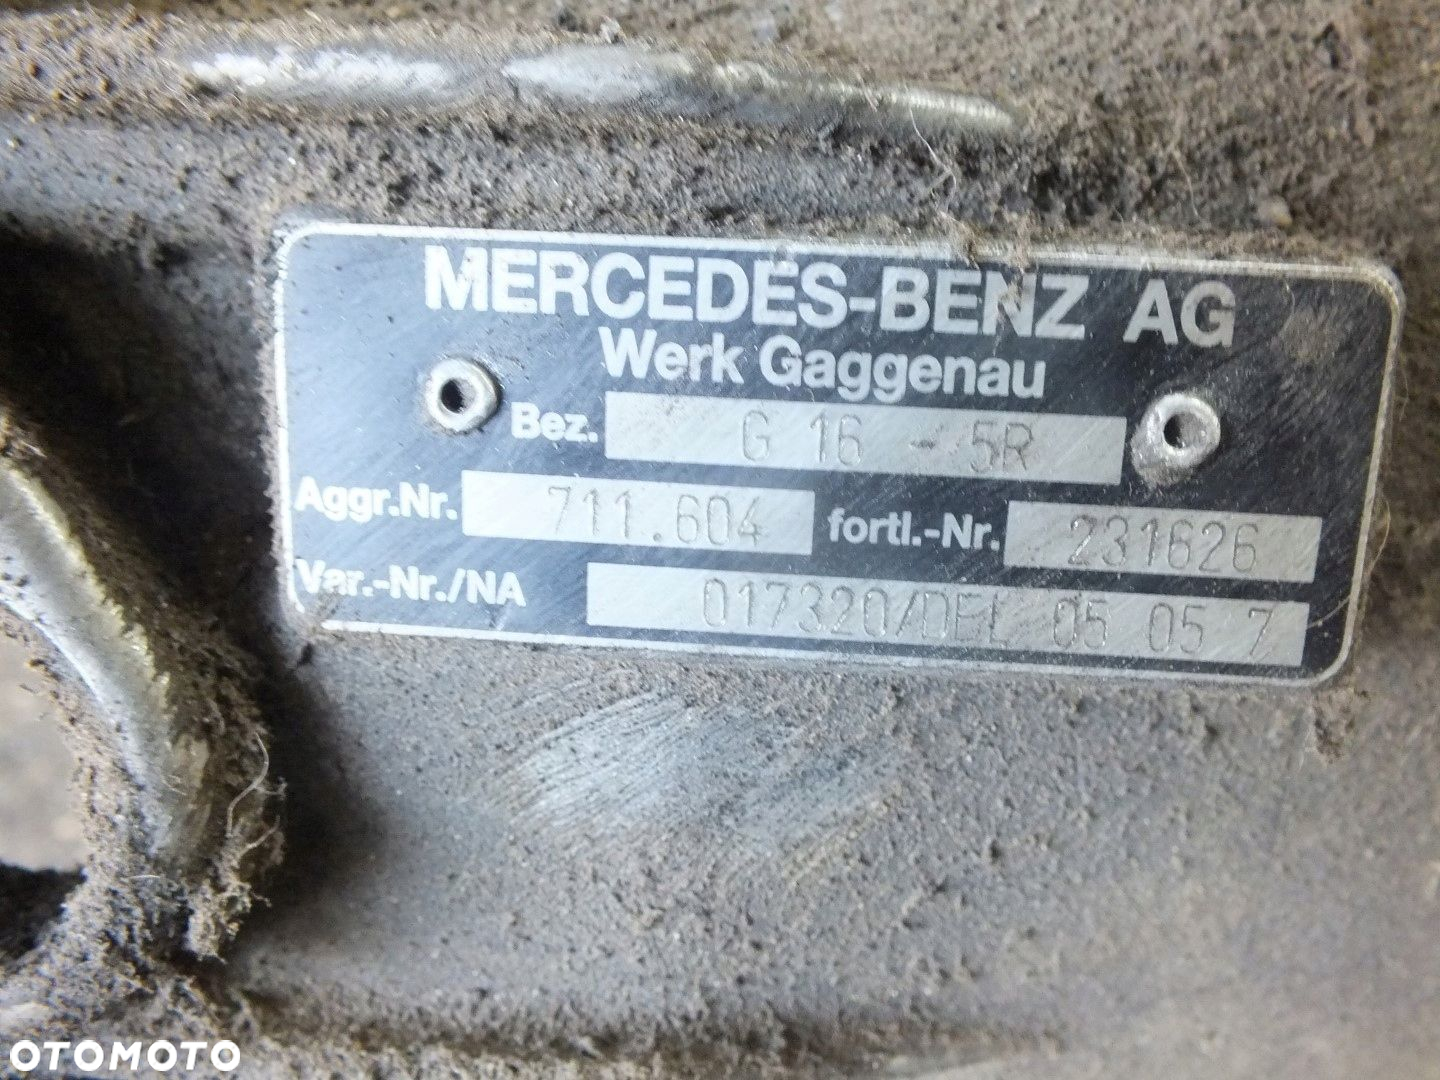 MERCEDES-BENZ AG
Werk Gaggenau
Bez. G 16 - 5R
Aggr.Nr. 711.604 fortl.-Nr. 231626
Var.-Nr./NA 017320/DEL 05 05 7
OTOMOTO